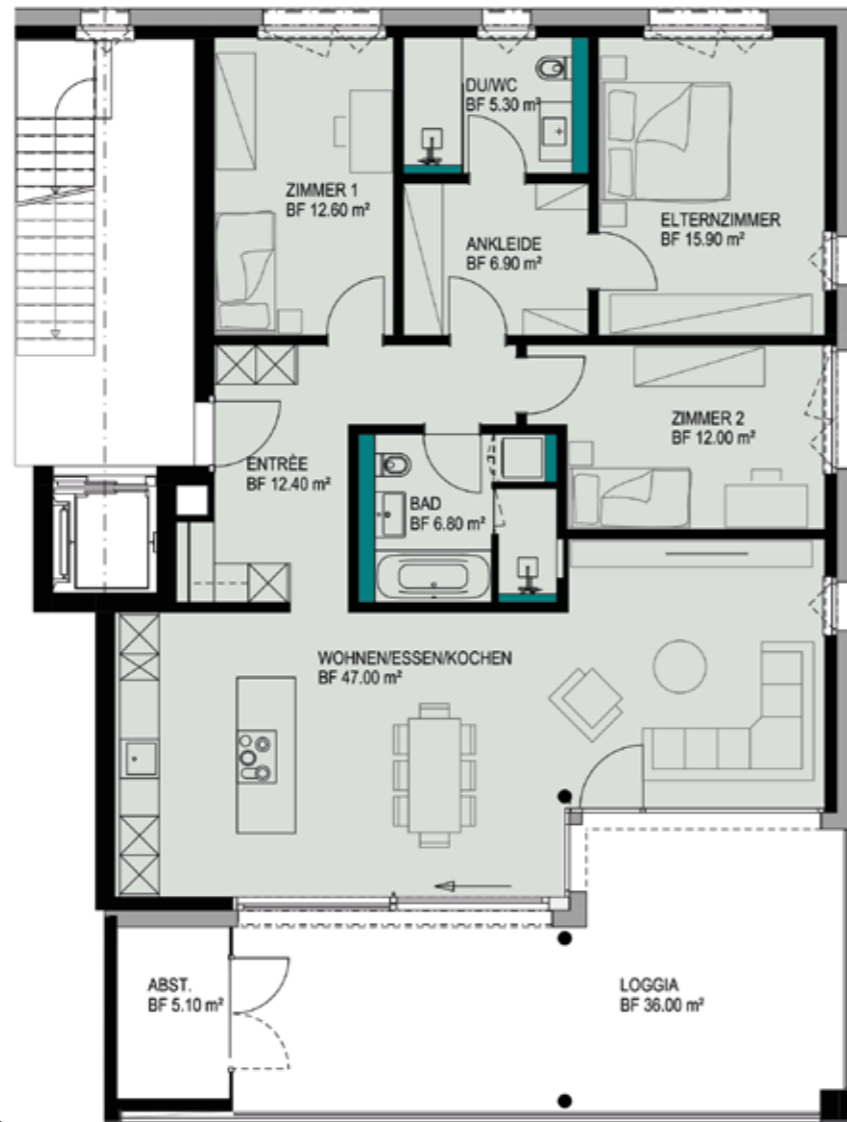 DU/WC
BF 5.30 m²
ZIMMER 1
BF 12.60 m²
ELTERNZIMMER
BF 15.90 m²
ANKLEIDE
BF 6.90 m²
ZIMMER 2
BF 12.00 m²
ENTRÈE
BF 12.40 m²
BAD
BF 6.80 m²
WOHNEN/ESSEN/KOCHEN
BF 47.00 m²
ABST.
BF 5.10 m²
LOGGIA
BF 36.00 m²